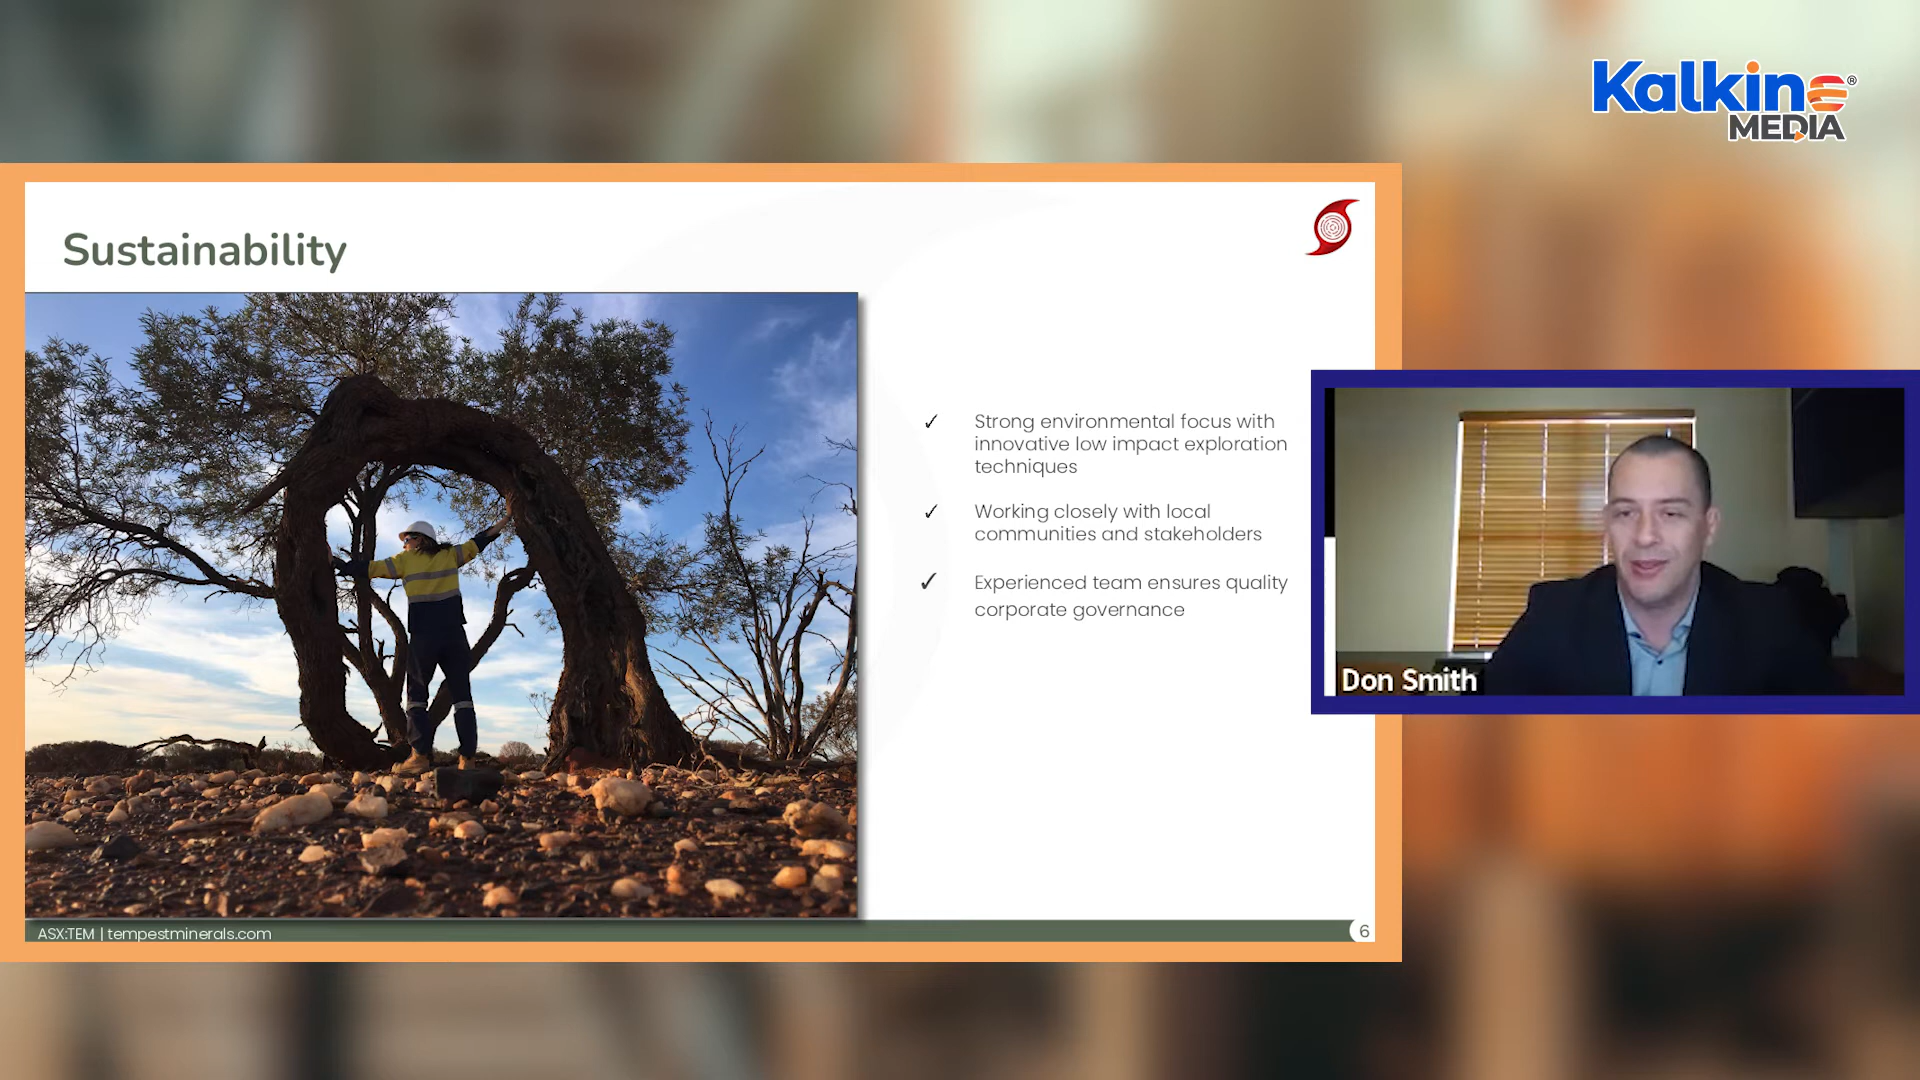 Kalkine®
MEDIA
Sustainability
✓ Strong environmental focus with
innovative low impact exploration
techniques
✓ Working closely with local
communities and stakeholders
✓ Experienced team ensures quality
corporate governance
Don Smith
ASX:TEM | tempestminerals.com
6